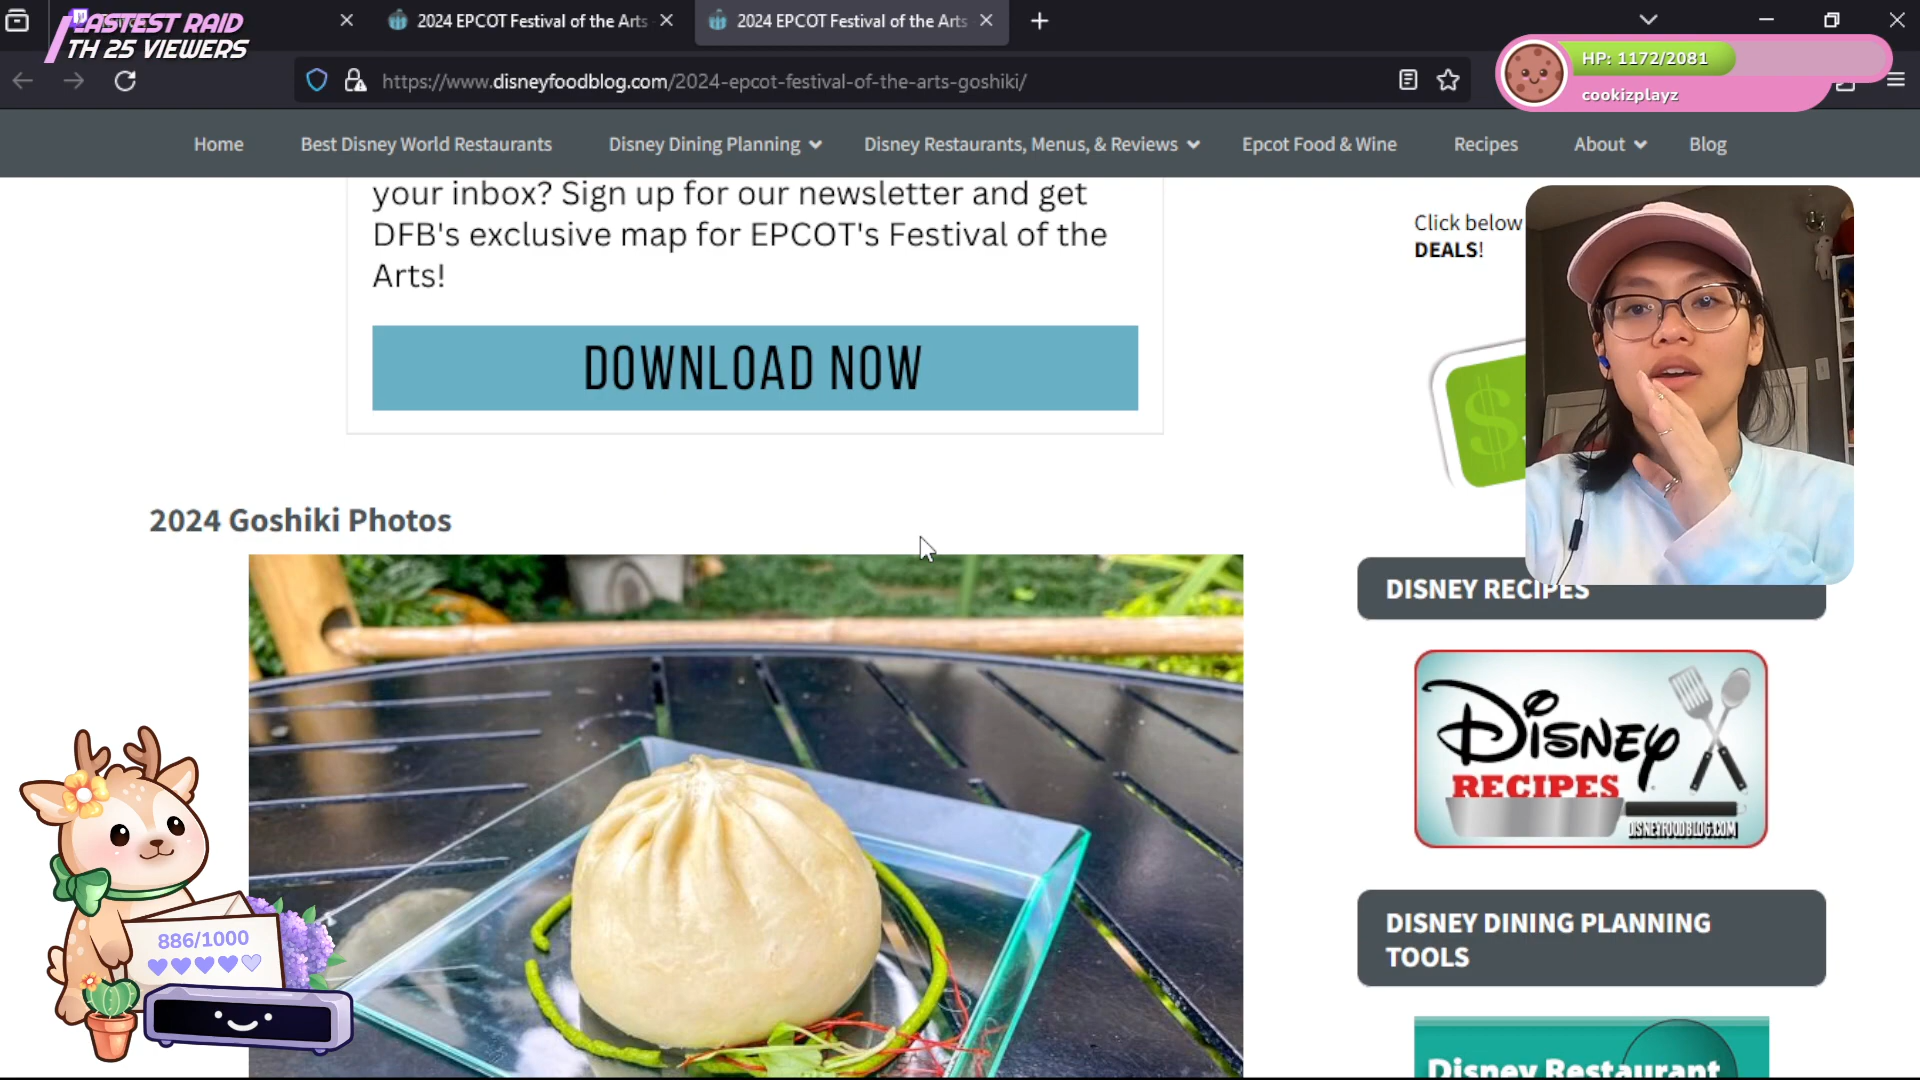 LASTEST RAID
TH 25 VIEWERS
2024 EPCOT Festival of the Arts
2024 EPCOT Festival of the Arts
https://www.disneyfoodblog.com/2024-epcot-festival-of-the-arts-goshiki/
HP: 1172/2081
cookizplayz
Home
Best Disney World Restaurants
Disney Dining Planning
Disney Restaurants, Menus, & Reviews
Epcot Food & Wine
Recipes
About
Blog
your inbox? Sign up for our newsletter and get
DFB's exclusive map for EPCOT's Festival of the
Arts!
DOWNLOAD NOW
Click below
DEALS!
$
2024 Goshiki Photos
DISNEY RECIPES
DISNEY
RECIPES
DISNEYFOODBLOG.COM
DISNEY DINING PLANNING
TOOLS
Disney Restaurant
886/1000